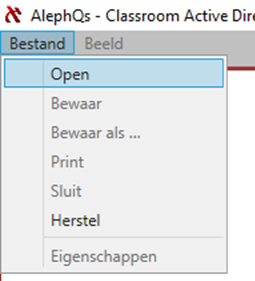 AlephQs - Classroom Active Dire
Bestand Beeld
Open
Bewaar
Bewaar als ...
Print
Sluit
Herstel
Eigenschappen